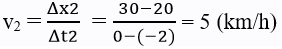 v₂ = Δx2/Δt2 = 30−20/0−(−2) = 5 (km/h)